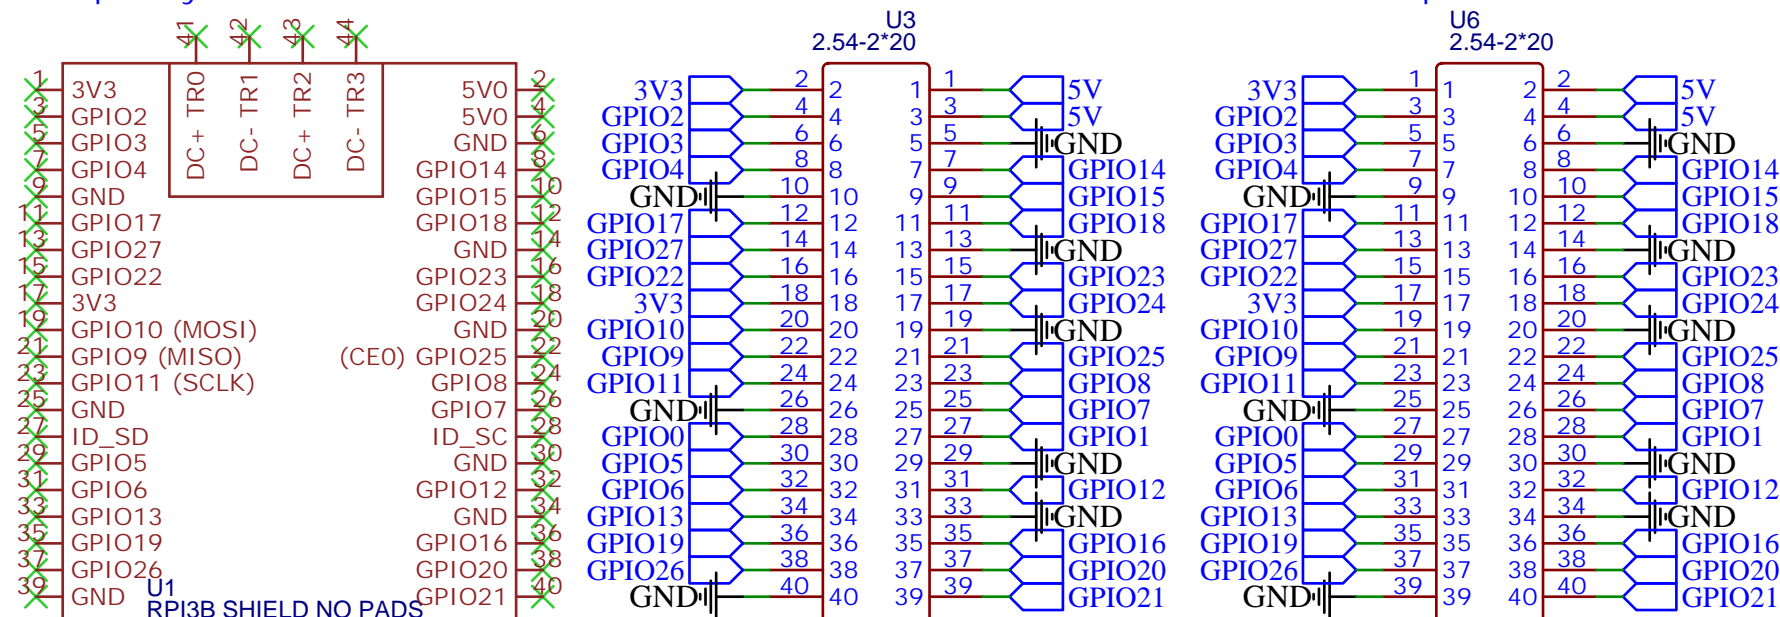 41 42 43 44
DC+ TR0
DC- TR1
DC+ TR2
DC- TR3
1 3V3 5V0 2
3 GPIO2 5V0 4
5 GPIO3 GND 6
7 GPIO4 GPIO14 8
9 GND GPIO15 10
11 GPIO17 GPIO18 12
13 GPIO27 GND 14
15 GPIO22 GPIO23 16
17 3V3 GPIO24 18
19 GPIO10 (MOSI) GND 20
21 GPIO9 (MISO) (CE0) GPIO25 22
23 GPIO11 (SCLK) GPIO8 24
25 GND GPIO7 26
27 ID_SD ID_SC 28
29 GPIO5 GND 30
31 GPIO6 GPIO12 32
33 GPIO13 GND 34
35 GPIO19 GPIO16 36
37 GPIO26 GPIO20 38
39 GND GPIO21 40
U1
RPI3B SHIELD NO PADS
U3
2.54-2*20
3V3 2 2 1 1 5V
GPIO2 4 4 3 3 5V
GPIO3 6 6 5 5 GND
GPIO4 8 8 7 7 GPIO14
GND 10 10 9 9 GPIO15
GPIO17 12 12 11 11 GPIO18
GPIO27 14 14 13 13 GND
GPIO22 16 16 15 15 GPIO23
3V3 18 18 17 17 GPIO24
GPIO10 20 20 19 19 GND
GPIO9 22 22 21 21 GPIO25
GPIO11 24 24 23 23 GPIO8
GND 26 26 25 25 GPIO7
GPIO0 28 28 27 27 GPIO1
GPIO5 30 30 29 29 GND
GPIO6 32 32 31 31 GPIO12
GPIO13 34 34 33 33 GND
GPIO19 36 36 35 35 GPIO16
GPIO26 38 38 37 37 GPIO20
GND 40 40 39 39 GPIO21
U6
2.54-2*20
3V3 1 1 2 2 5V
GPIO2 3 3 4 4 5V
GPIO3 5 5 6 6 GND
GPIO4 7 7 8 8 GPIO14
GND 9 9 10 10 GPIO15
GPIO17 11 11 12 12 GPIO18
GPIO27 13 13 14 14 GND
GPIO22 15 15 16 16 GPIO23
3V3 17 17 18 18 GPIO24
GPIO10 19 19 20 20 GND
GPIO9 21 21 22 22 GPIO25
GPIO11 23 23 24 24 GPIO8
GND 25 25 26 26 GPIO7
GPIO0 27 27 28 28 GPIO1
GPIO5 29 29 30 30 GND
GPIO6 31 31 32 32 GPIO12
GPIO13 33 33 34 34 GND
GPIO19 35 35 36 36 GPIO16
GPIO26 37 37 38 38 GPIO20
GND 39 39 40 40 GPIO21